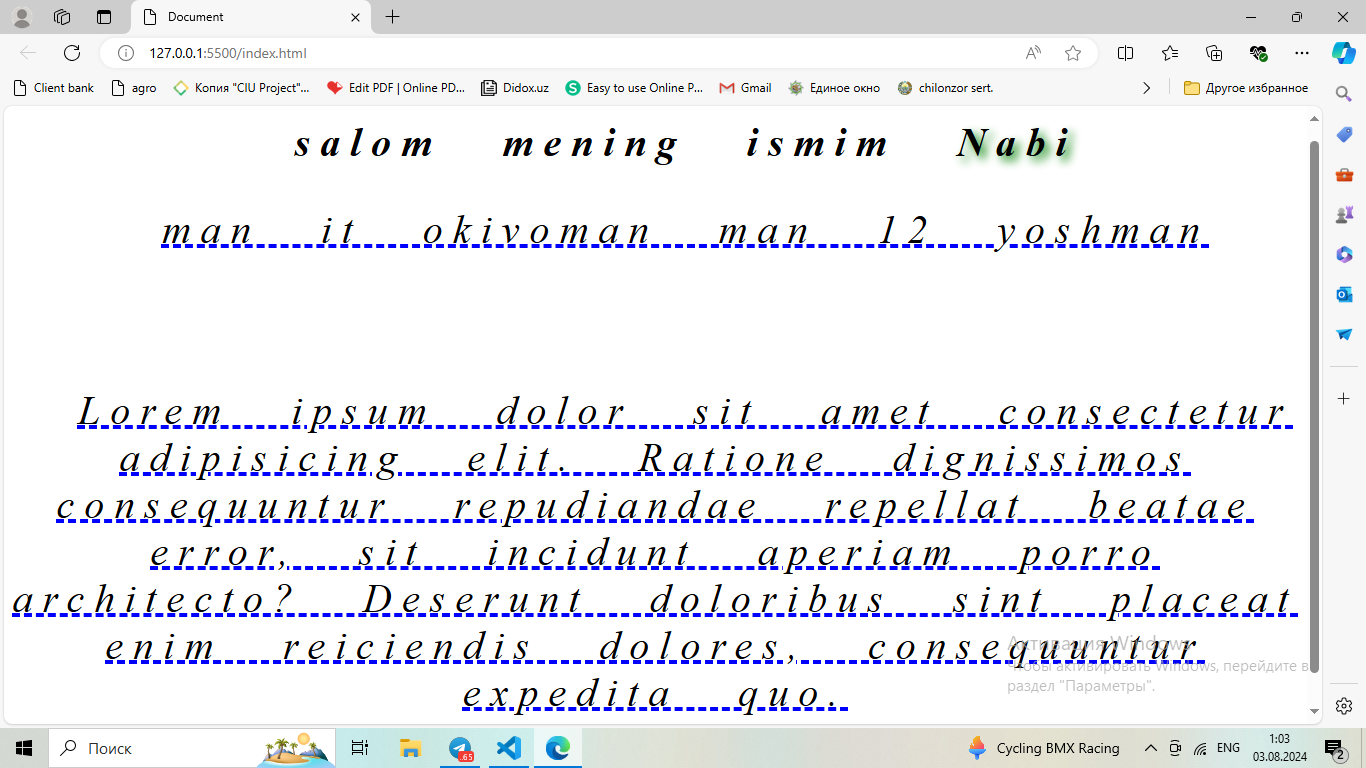 Document
127.0.0.1:5500/index.html
Client bank
agro
Копия "CIU Project"...
Edit PDF | Online PD...
Didox.uz
Easy to use Online P...
Gmail
Единое окно
chilonzor sert.
Другое избранное
salom mening ismim Nabi
man it okivoman man 12 yoshman
Lorem ipsum dolor sit amet consectetur
adipisicing elit. Ratione dignissimos
consequuntur repudiandae repellat beatae
error, sit incidunt aperiam porro
architecto? Deserunt doloribus sint placeat
enim reiciendis dolores, consequuntur
expedita quo.
Активация Windows
Чтобы активировать Windows, перейдите в
раздел "Параметры".
Поиск
.65
Cycling BMX Racing
ENG
1:03
03.08.2024
2